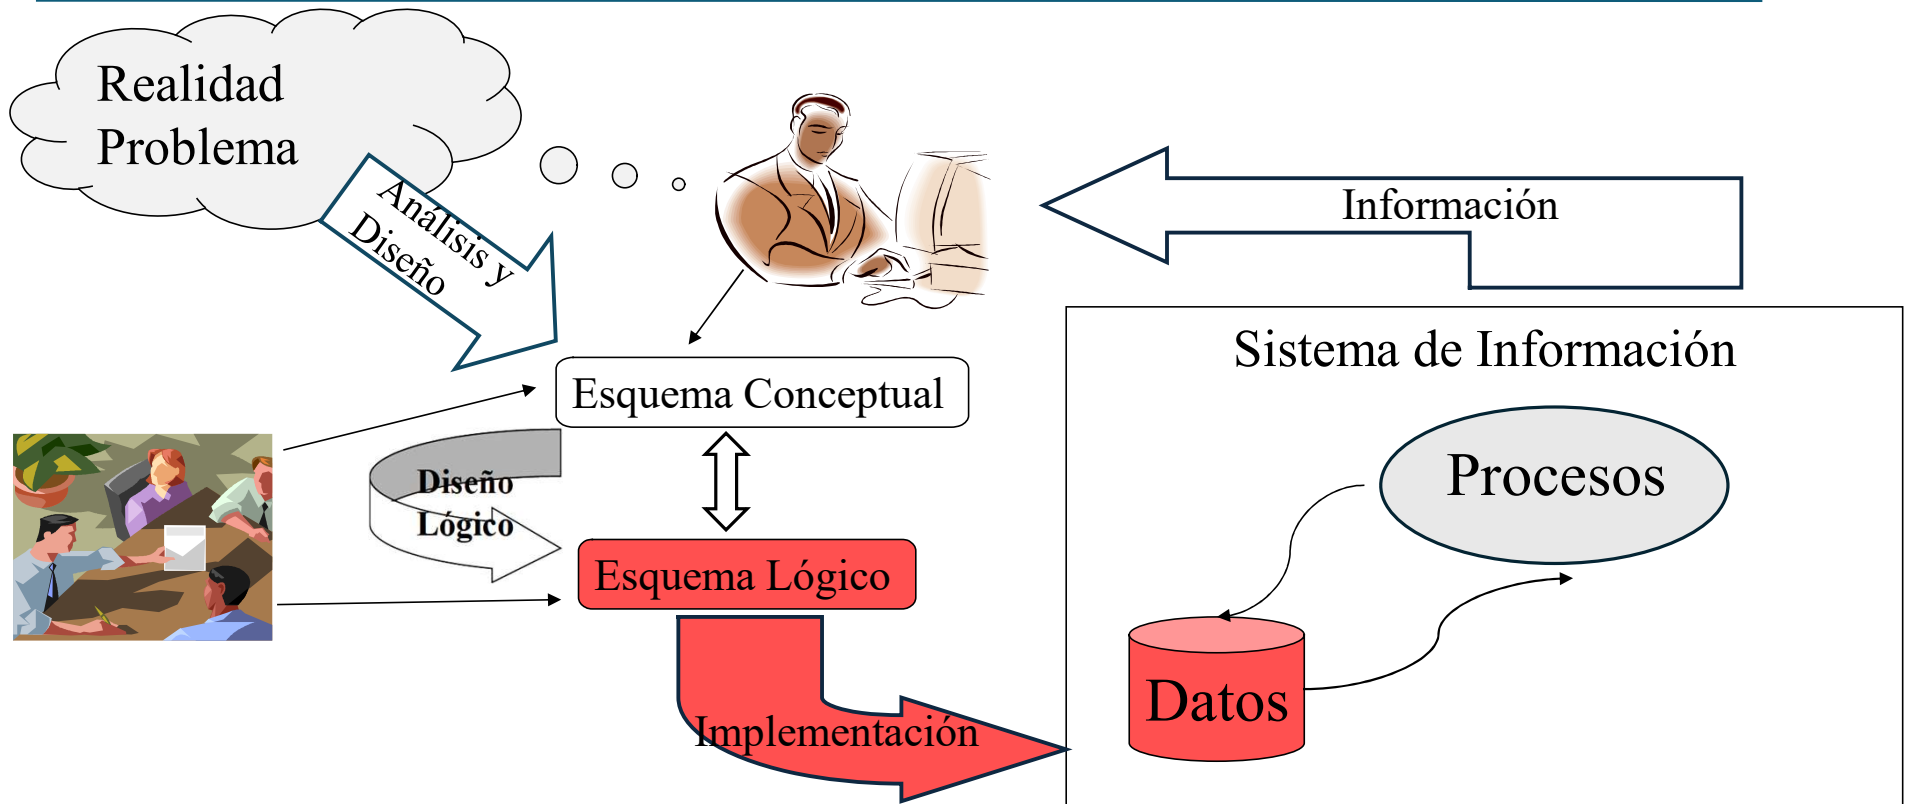 Realidad
Problema
Análisis y
Diseño
Información
Sistema de Información
Esquema Conceptual
Procesos
Diseño
Lógico
Esquema Lógico
Datos
Implementación